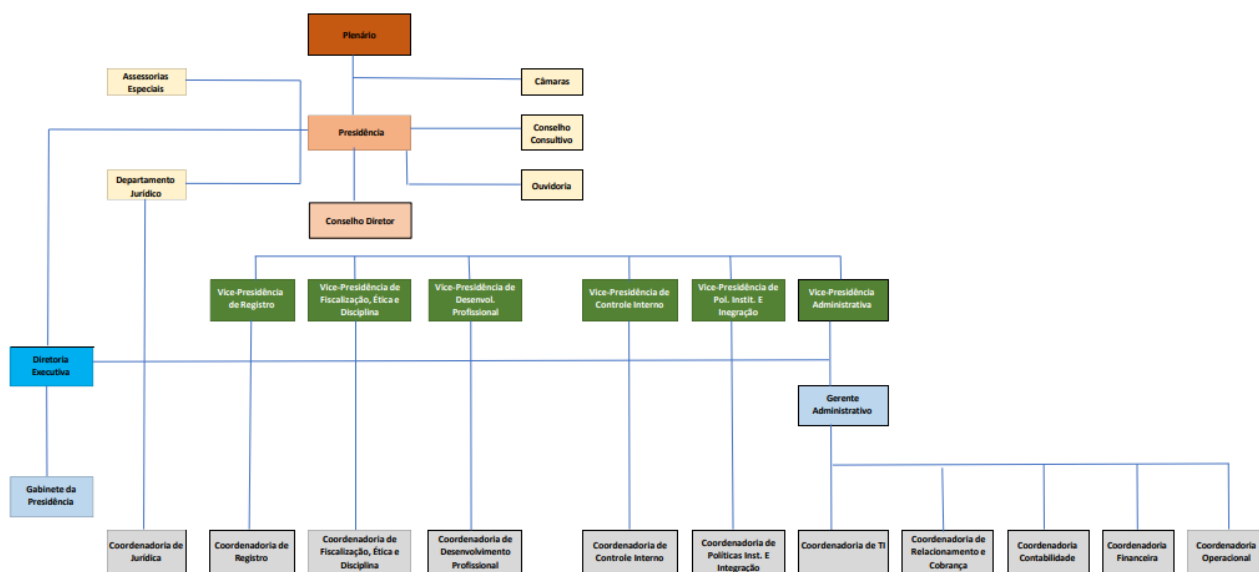 Plenário
Assessorias
Especiais
Câmaras
Presidência
Conselho
Consultivo
Departamento
Jurídico
Ouvidoria
Conselho Diretor
Vice-Presidência
de Registro
Vice-Presidência de
Fiscalização, Ética e
Disciplina
Vice-Presidência
de Desenvol.
Profissional
Vice-Presidência de
Controle Interno
Vice-Presidência de
Pol. Instit. E
Inegração
Vice-Presidência
Administrativa
Diretoria
Executiva
Gerente
Administrativo
Gabinete da
Presidência
Coordenadoria de
Jurídica
Coordenadoria de
Registro
Coordenadoria de
Fiscalização, Ética e
Disciplina
Coordenadoria de
Desenvolvimento
Profissional
Coordenadoria de
Controle Interno
Coordenadoria de
Políticas Inst. E
Integração
Coordenadoria de TI
Coordenadoria de
Relacionamento e
Cobrança
Coordenadoria
Contabilidade
Coordenadoria
Financeira
Coordenadoria
Operacional